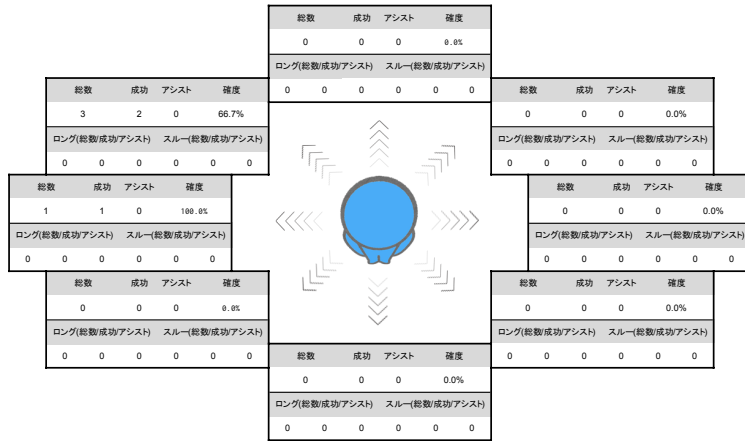 総数 成功 アシスト 確度
0 0 0 0.0%
ロング(総数/成功/アシスト) スルー(総数/成功/アシスト)
0 0 0 0 0 0
総数 成功 アシスト 確度
3 2 0 66.7%
ロング(総数/成功/アシスト) スルー(総数/成功/アシスト)
0 0 0 0 0 0
総数 成功 アシスト 確度
0 0 0 0.0%
ロング(総数/成功/アシスト) スルー(総数/成功/アシスト)
0 0 0 0 0 0
総数 成功 アシスト 確度
1 1 0 100.0%
ロング(総数/成功/アシスト) スルー(総数/成功/アシスト)
0 0 0 0 0 0
総数 成功 アシスト 確度
0 0 0 0.0%
ロング(総数/成功/アシスト) スルー(総数/成功/アシスト)
0 0 0 0 0 0
総数 成功 アシスト 確度
0 0 0 0.0%
ロング(総数/成功/アシスト) スルー(総数/成功/アシスト)
0 0 0 0 0 0
総数 成功 アシスト 確度
0 0 0 0.0%
ロング(総数/成功/アシスト) スルー(総数/成功/アシスト)
0 0 0 0 0 0
総数 成功 アシスト 確度
0 0 0 0.0%
ロング(総数/成功/アシスト) スルー(総数/成功/アシスト)
0 0 0 0 0 0